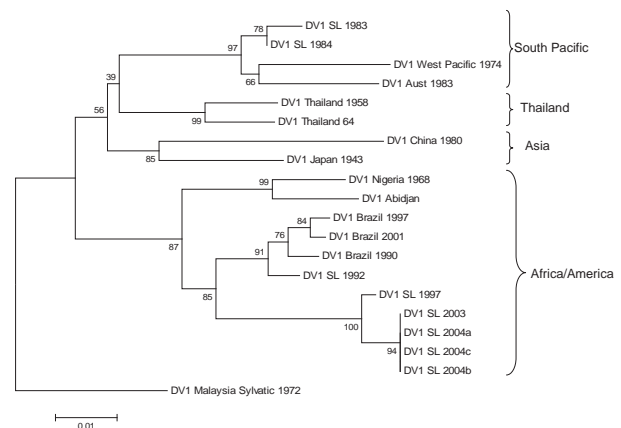 78
DV1 SL 1983
DV1 SL 1984
97
DV1 West Pacific 1974
66
DV1 Aust 1983
South Pacific
39
DV1 Thailand 1958
99
DV1 Thailand 64
Thailand
56
DV1 China 1980
85
DV1 Japan 1943
Asia
99
DV1 Nigeria 1968
DV1 Abidjan
87
84
DV1 Brazil 1997
DV1 Brazil 2001
76
DV1 Brazil 1990
91
DV1 SL 1992
85
DV1 SL 1997
100
DV1 SL 2003
DV1 SL 2004a
94
DV1 SL 2004c
DV1 SL 2004b
Africa/America
DV1 Malaysia Sylvatic 1972
0.01